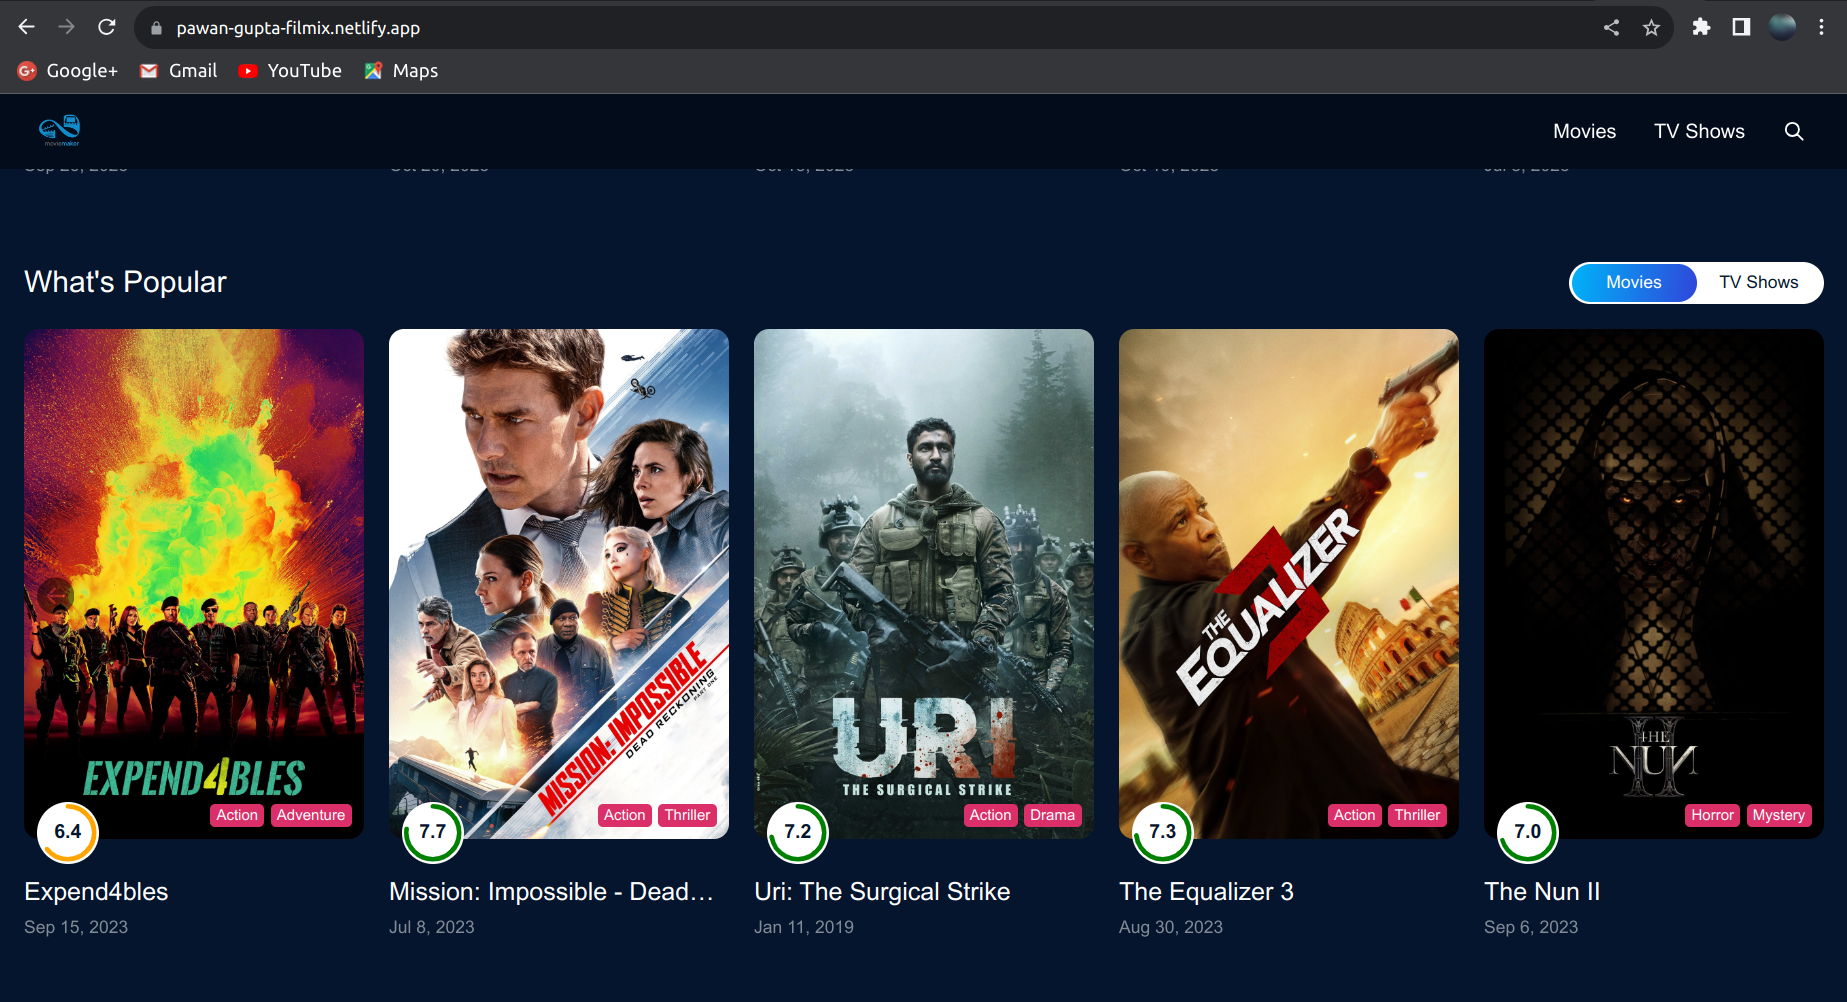 pawan-gupta-filmix.netlify.app
Google+ Gmail YouTube Maps
moviemaker
Movies TV Shows
What's Popular
Movies TV Shows
EXPEND4BLES
Action Adventure
6.4
Expend4bles
Sep 15, 2023
MISSION: IMPOSSIBLE
DEAD RECKONING
PART ONE
Action Thriller
7.7
Mission: Impossible - Dead…
Jul 8, 2023
URI
THE SURGICAL STRIKE
Action Drama
7.2
Uri: The Surgical Strike
Jan 11, 2019
THE
EQUALIZER
3
Action Thriller
7.3
The Equalizer 3
Aug 30, 2023
THE
NUN
II
Horror Mystery
7.0
The Nun II
Sep 6, 2023